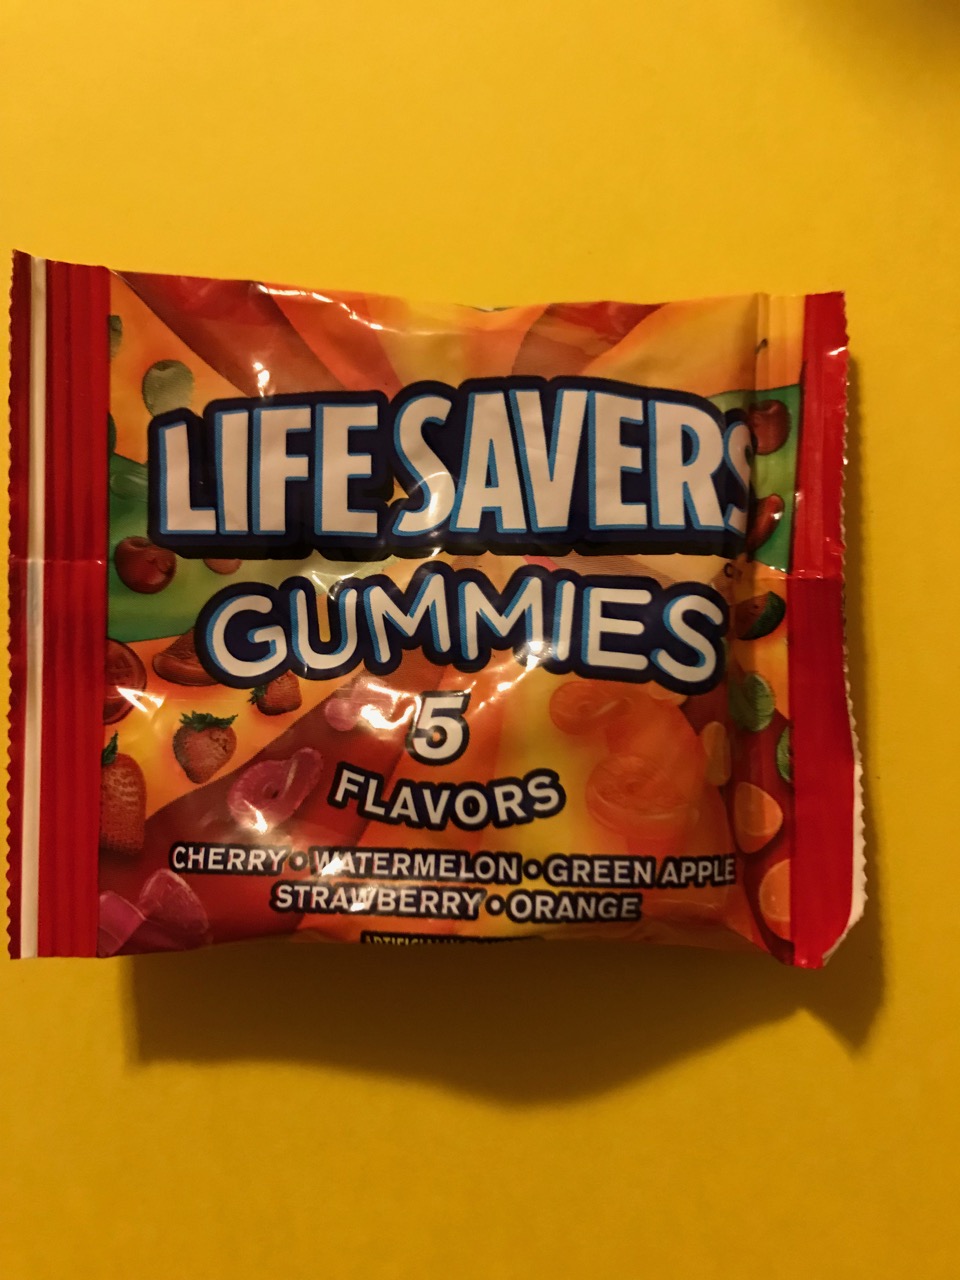 LIFE SAVERS
GUMMIES
5
FLAVORS
CHERRY • WATERMELON • GREEN APPLE
STRAWBERRY • ORANGE